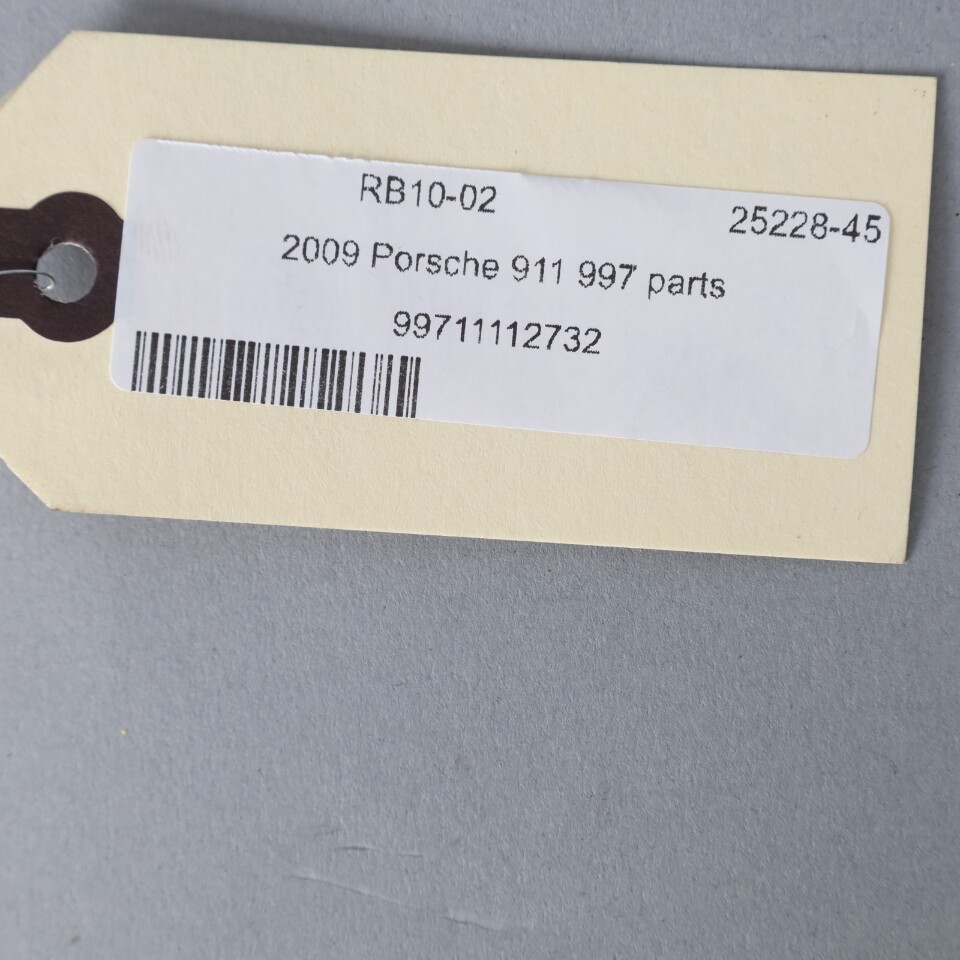 RB10-02
25228-45
2009 Porsche 911 997 parts
99711112732